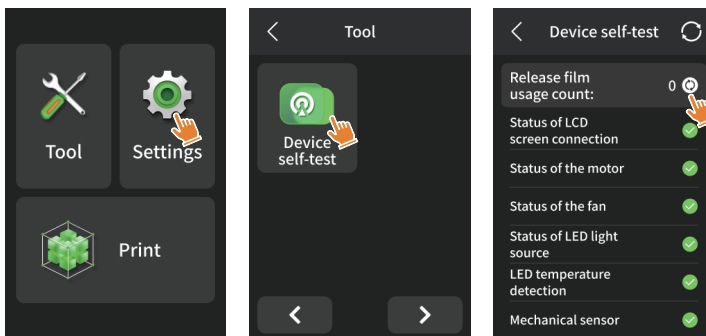 Tool
Settings
Print
Tool
Device
self-test
Device self-test
Release film
usage count:
0
Status of LCD
screen connection
Status of the motor
Status of the fan
Status of LED light
source
LED temperature
detection
Mechanical sensor